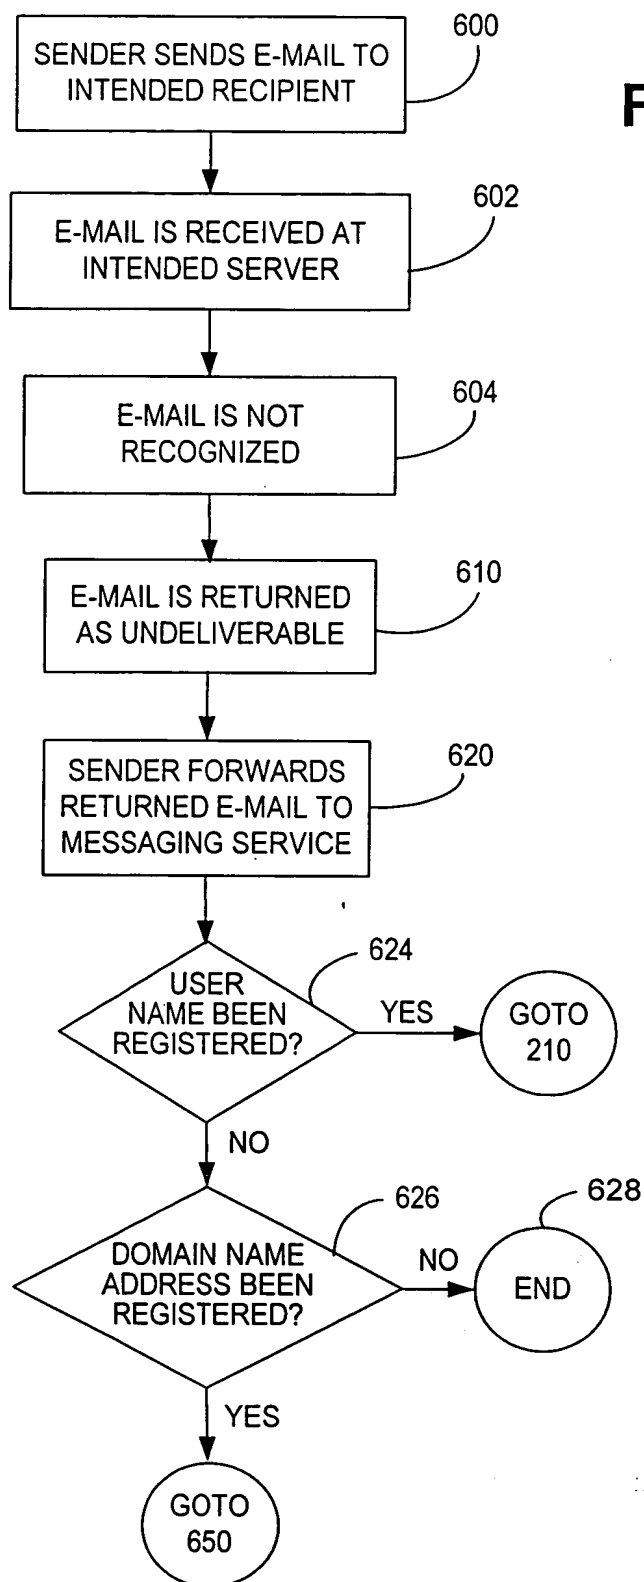 600
SENDER SENDS E-MAIL TO
INTENDED RECIPIENT
F
602
E-MAIL IS RECEIVED AT
INTENDED SERVER
604
E-MAIL IS NOT
RECOGNIZED
610
E-MAIL IS RETURNED
AS UNDELIVERABLE
620
SENDER FORWARDS
RETURNED E-MAIL TO
MESSAGING SERVICE
624
USER
NAME BEEN
REGISTERED?
YES
GOTO
210
NO
626
628
DOMAIN NAME
ADDRESS BEEN
REGISTERED?
NO
END
YES
GOTO
650